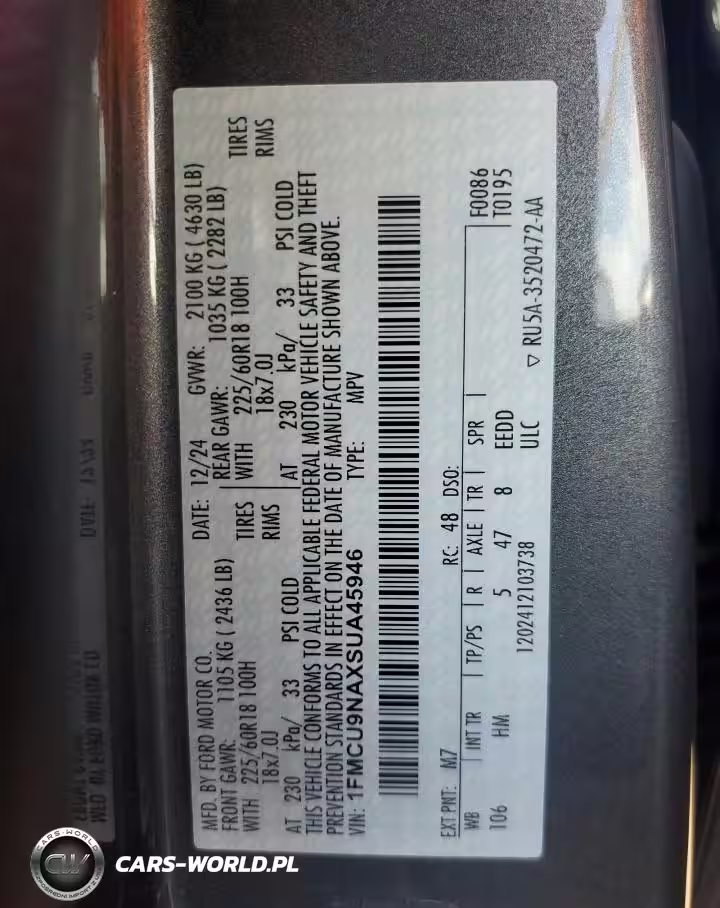 MFD. BY FORD MOTOR CO. DATE: 12/24 GVWR: 2100 KG ( 4630 LB)
FRONT GAWR: 1105 KG ( 2436 LB) REAR GAWR: 1035 KG ( 2282 LB)
WITH 225/60R18 100H TIRES WITH 225/60R18 100H TIRES
18x7.0J RIMS 18x7.0J RIMS
AT 230 kPa/ 33 PSI COLD AT 230 kPa/ 33 PSI COLD
THIS VEHICLE CONFORMS TO ALL APPLICABLE FEDERAL MOTOR VEHICLE SAFETY AND THEFT
PREVENTION STANDARDS IN EFFECT ON THE DATE OF MANUFACTURE SHOWN ABOVE.
VIN: 1FMCU9NAXSUA45946 TYPE: MPV
EXT PNT: M7 RC: 48 DSO: F0086
WB INT TR TP/PS R AXLE TR SPR T0195
106 HM 5 47 8 EEDD
ULC
1202412103738 ▽ RU5A-3520472-AA
CARS-WORLD
CW
CARS-WORLD.PL